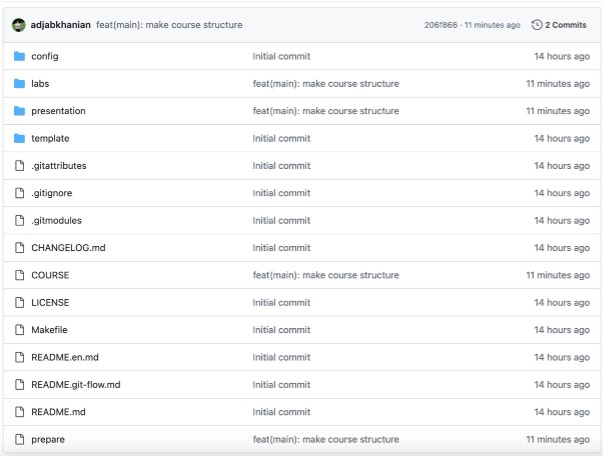 adjabkhanian feat(main): make course structure 206f866 · 11 minutes ago 2 Commits
config Initial commit 14 hours ago
labs feat(main): make course structure 11 minutes ago
presentation feat(main): make course structure 11 minutes ago
template Initial commit 14 hours ago
.gitattributes Initial commit 14 hours ago
.gitignore Initial commit 14 hours ago
.gitmodules Initial commit 14 hours ago
CHANGELOG.md Initial commit 14 hours ago
COURSE feat(main): make course structure 11 minutes ago
LICENSE Initial commit 14 hours ago
Makefile Initial commit 14 hours ago
README.en.md Initial commit 14 hours ago
README.git-flow.md Initial commit 14 hours ago
README.md Initial commit 14 hours ago
prepare feat(main): make course structure 11 minutes ago